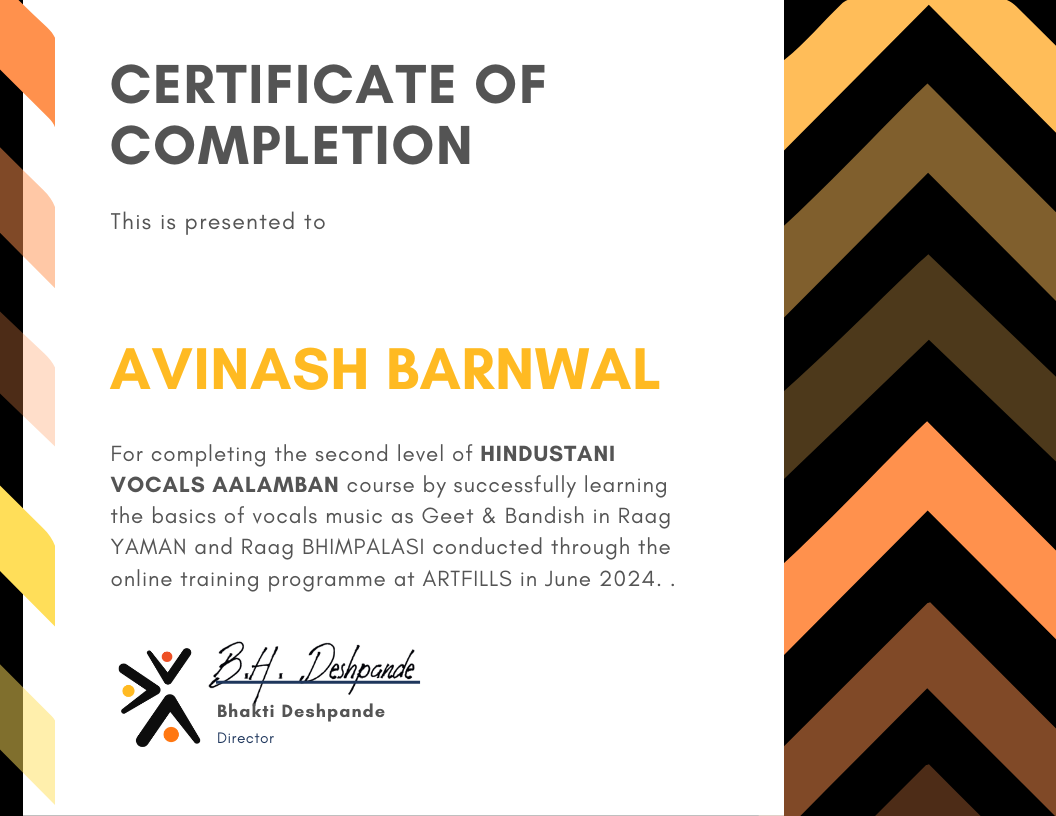 CERTIFICATE OF
COMPLETION
This is presented to
AVINASH BARNWAL
For completing the second level of HINDUSTANI
VOCALS AALAMBAN course by successfully learning
the basics of vocals music as Geet & Bandish in Raag
YAMAN and Raag BHIMPALASI conducted through the
online training programme at ARTFILLS in June 2024. .
B.H. Deshpande
Bhakti Deshpande
Director